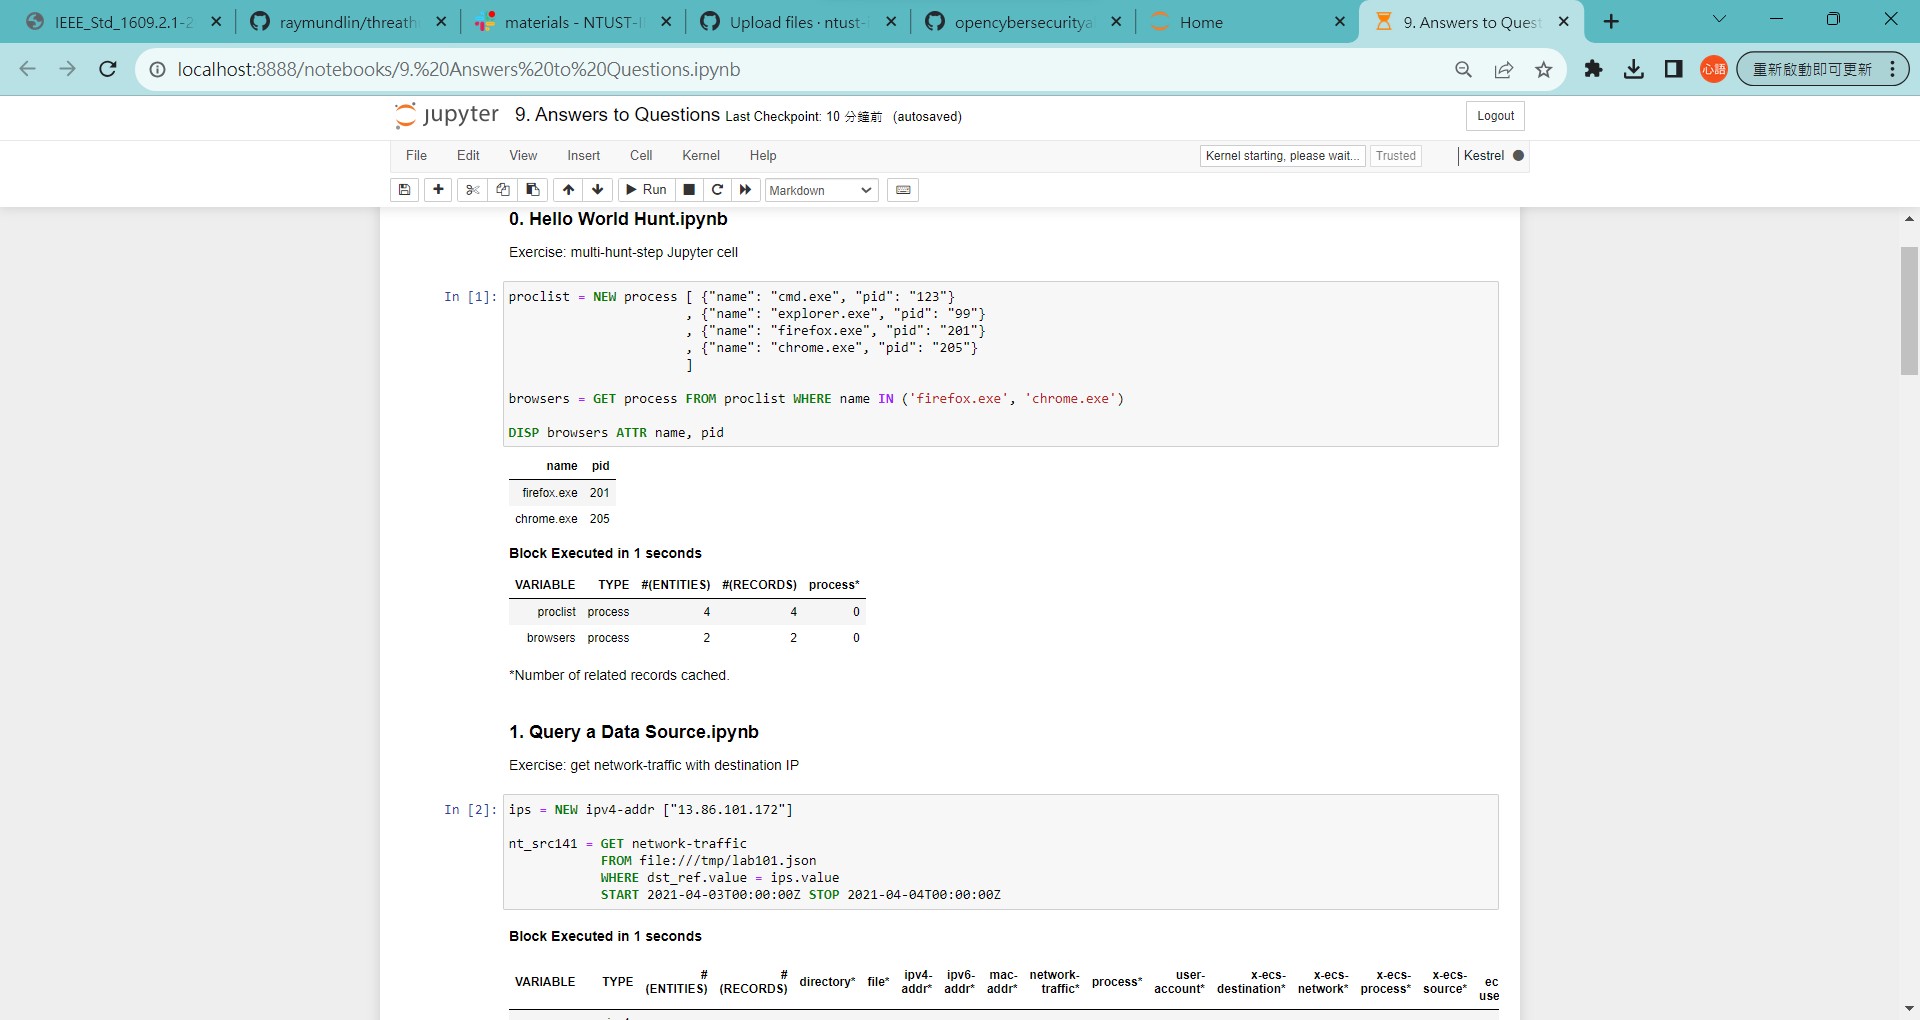 IEEE_Std_1609.2.1-2
raymundlin/threath
materials - NTUST-I
Upload files · ntust-i
opencybersecuritya
Home
9. Answers to Quest
localhost:8888/notebooks/9.%20Answers%20to%20Questions.ipynb
心語
重新啟動即可更新
jupyter 9. Answers to Questions Last Checkpoint: 10 分鐘前 (autosaved)
Logout
File Edit View Insert Cell Kernel Help
Kernel starting, please wait... Trusted Kestrel
Run Markdown
0. Hello World Hunt.ipynb
Exercise: multi-hunt-step Jupyter cell
In [1]: proclist = NEW process [ {"name": "cmd.exe", "pid": "123"}
, {"name": "explorer.exe", "pid": "99"}
, {"name": "firefox.exe", "pid": "201"}
, {"name": "chrome.exe", "pid": "205"}
]
browsers = GET process FROM proclist WHERE name IN ('firefox.exe', 'chrome.exe')
DISP browsers ATTR name, pid
name pid
firefox.exe 201
chrome.exe 205
Block Executed in 1 seconds
VARIABLE TYPE #(ENTITIES) #(RECORDS) process*
proclist process 4 4 0
browsers process 2 2 0
*Number of related records cached.
1. Query a Data Source.ipynb
Exercise: get network-traffic with destination IP
In [2]: ips = NEW ipv4-addr ["13.86.101.172"]
nt_src141 = GET network-traffic
FROM file:///tmp/lab101.json
WHERE dst_ref.value = ips.value
START 2021-04-03T00:00:00Z STOP 2021-04-04T00:00:00Z
Block Executed in 1 seconds
VARIABLE TYPE # (ENTITIES) # (RECORDS) directory* file* ipv4-addr* ipv6-addr* mac-addr* network-traffic* process* user-account* x-ecs-destination* x-ecs-network* x-ecs-process* x-ecs-source* ec use